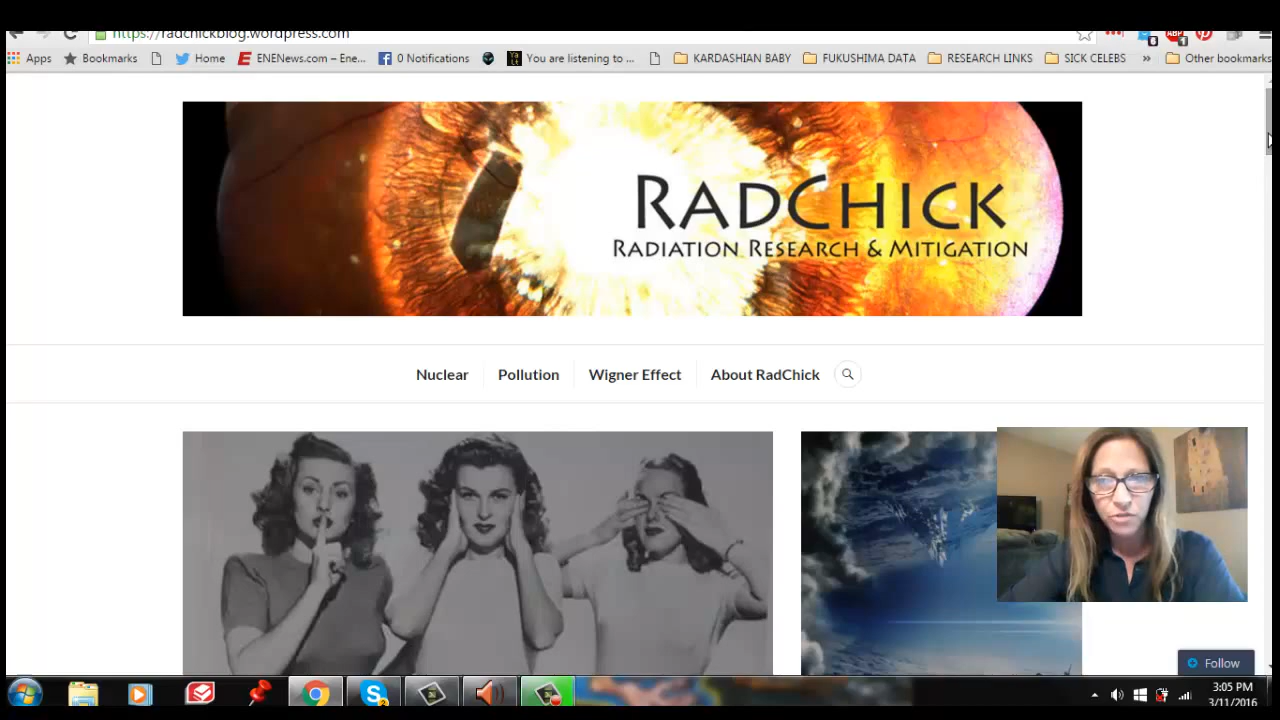 https://radchickblog.wordpress.com
Apps Bookmarks Home ENENews.com – Ene... 0 Notifications You are listening to ... KARDASHIAN BABY FUKUSHIMA DATA RESEARCH LINKS SICK CELEBS » Other bookmarks
RADCHICK
RADIATION RESEARCH & MITIGATION
Nuclear Pollution Wigner Effect About RadChick
Follow
3:05 PM
3/11/2016